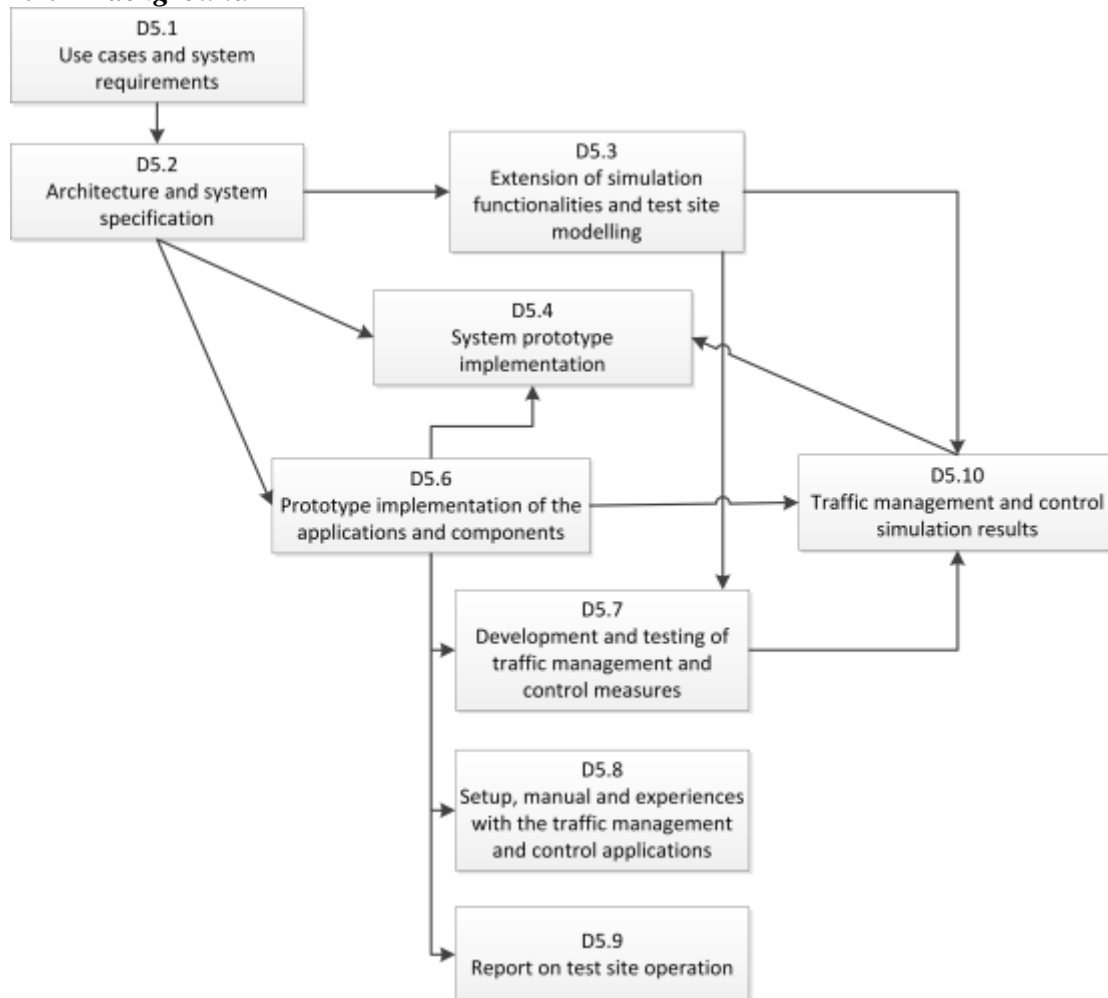 D5.1
Use cases and system
requirements
D5.2
Architecture and system
specification
D5.3
Extension of simulation
functionalities and test site
modelling
D5.4
System prototype
implementation
D5.6
Prototype implementation of the
applications and components
D5.10
Traffic management and control
simulation results
D5.7
Development and testing of
traffic management and
control measures
D5.8
Setup, manual and experiences
with the traffic management
and control applications
D5.9
Report on test site operation